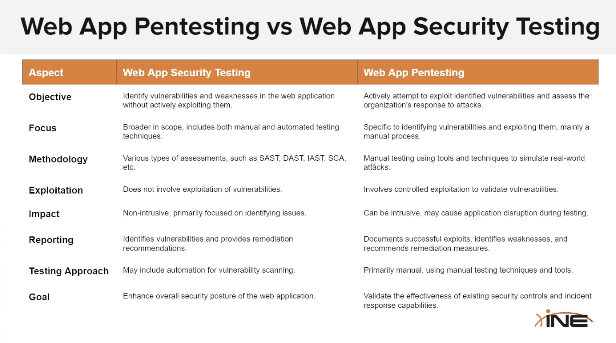 Web App Pentesting vs Web App Security Testing
Aspect Web App Security Testing Web App Pentesting
Objective Identify vulnerabilities and weaknesses in the web application Actively attempt to exploit identified vulnerabilities and assess the
without actively exploiting them. organization's response to attacks.
Focus Broader in scope, includes both manual and automated testing Specific to identifying vulnerabilities and exploiting them, mainly a
techniques. manual process.
Methodology Various types of assessments, such as SAST, DAST, IAST, SCA, Manual testing using tools and techniques to simulate real-world
etc. attacks.
Exploitation Does not involve exploitation of vulnerabilities. Involves controlled exploitation to validate vulnerabilities.
Impact Non-intrusive, primarily focused on identifying issues. Can be intrusive, may cause application disruption during testing.
Reporting Identifies vulnerabilities and provides remediation Documents successful exploits, identifies weaknesses, and
recommendations. recommends remediation measures.
Testing Approach May include automation for vulnerability scanning. Primarily manual, using manual testing techniques and tools.
Goal Enhance overall security posture of the web application. Validate the effectiveness of existing security controls and incident
response capabilities.
INE